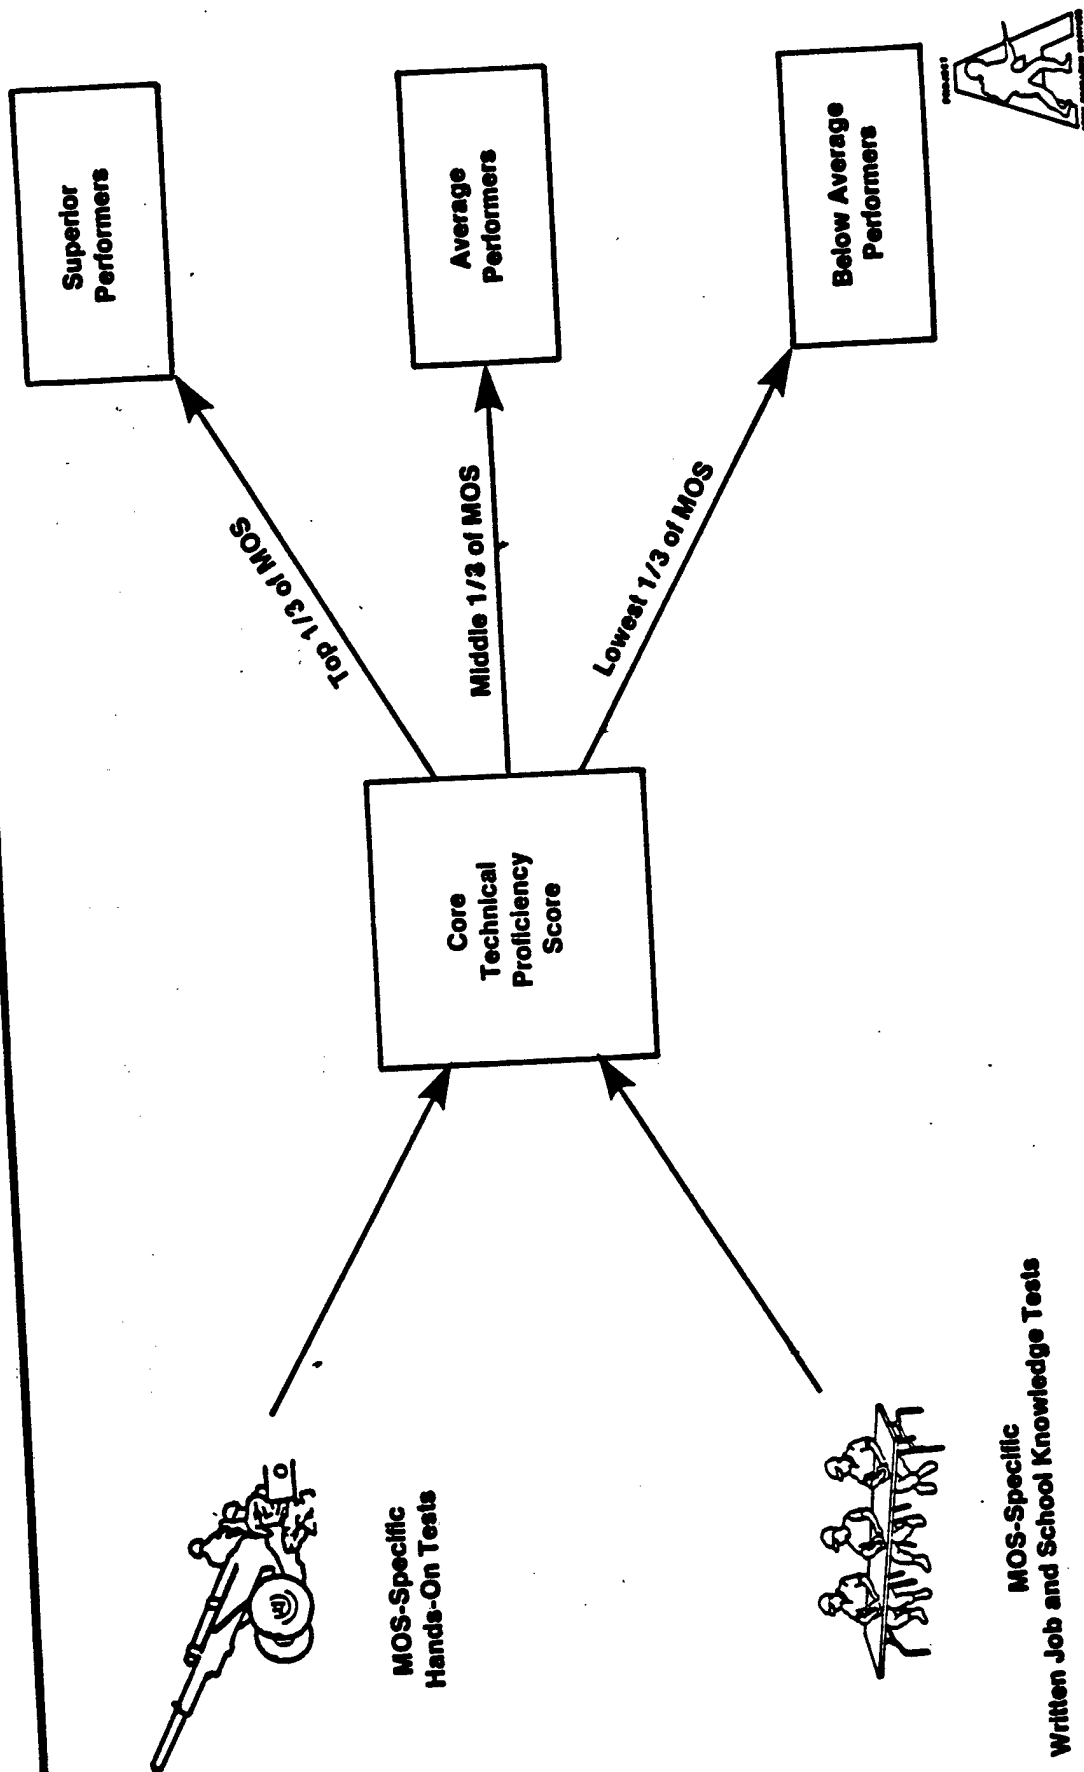 MOS-Specific
Hands-On Tests
MOS-Specific
Written Job and School Knowledge Tests
Core
Technical
Proficiency
Score
Top 1/3 of MOS
Middle 1/3 of MOS
Lowest 1/3 of MOS
Superior
Performers
Average
Performers
Below Average
Performers